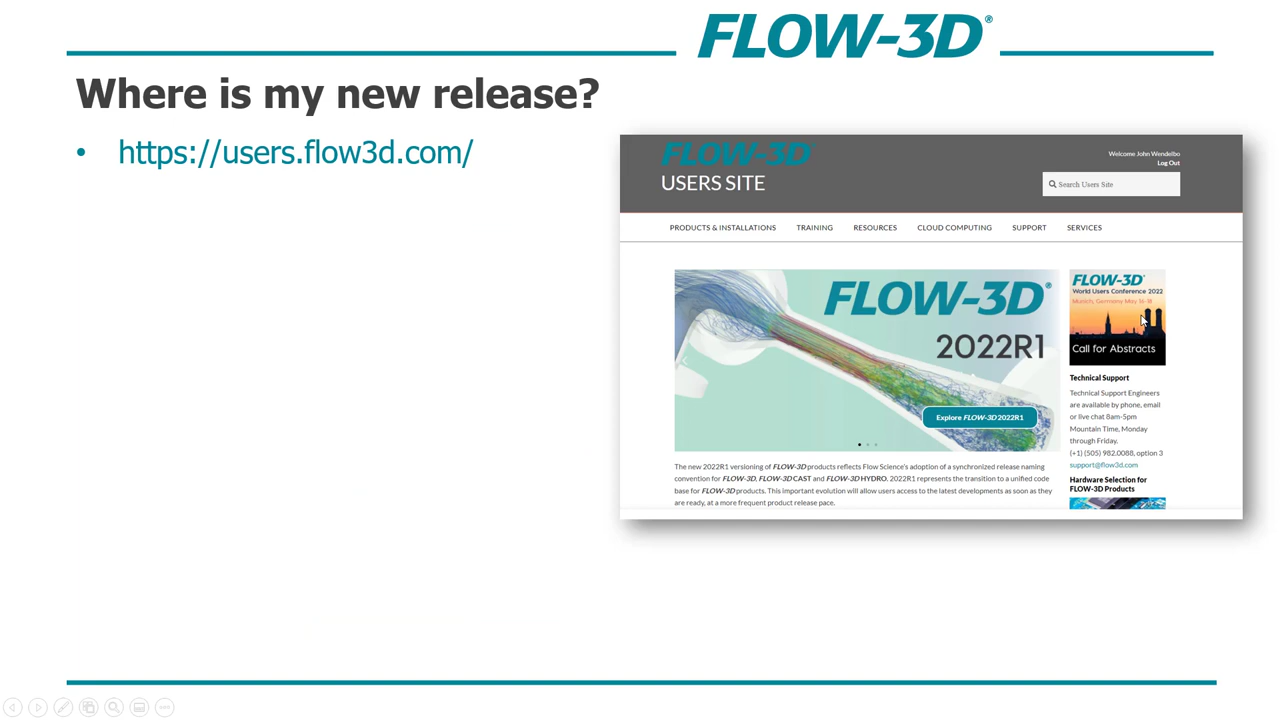 FLOW-3D®
Where is my new release?
• https://users.flow3d.com/
FLOW-3D®
USERS SITE
Welcome John Wendelbo
Log Out
Search Users Site
PRODUCTS & INSTALLATIONS TRAINING RESOURCES CLOUD COMPUTING SUPPORT SERVICES
FLOW-3D®
2022R1
Explore FLOW-3D 2022R1
The new 2022R1 versioning of FLOW-3D products reflects Flow Science's adoption of a synchronized release naming
convention for FLOW-3D, FLOW-3D CAST and FLOW-3D HYDRO. 2022R1 represents the transition to a unified code
base for FLOW-3D products. This important evolution will allow users access to the latest developments as soon as they
are ready, at a more frequent product release pace.
FLOW-3D®
World Users Conference 2022
Munich, Germany May 16-18
Call for Abstracts
Technical Support
Technical Support Engineers
are available by phone, email
or live chat 8am-5pm
Mountain Time, Monday
through Friday.
(+1) (505) 982.0088, option 3
support@flow3d.com
Hardware Selection for
FLOW-3D Products